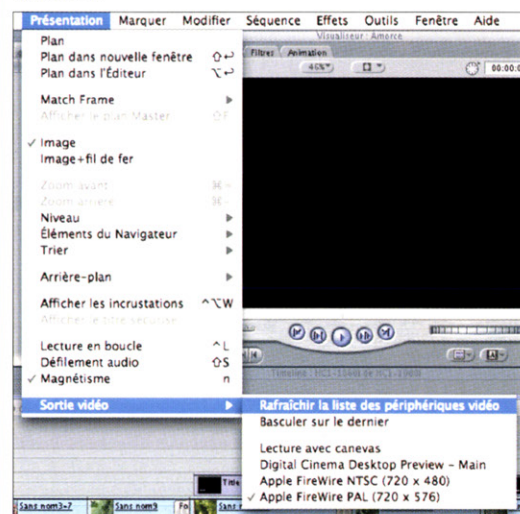 Présentation Marquer Modifier Séquence Effets Outils Fenêtre Aide
Visualiseur : Amorce
Filtres Animation
46%
00:00:0
Plan
Plan dans nouvelle fenêtre ⇧↩
Plan dans l'Éditeur ⌥↩
Match Frame
Afficher le plan Master ⇧F
✓ Image
Image+fil de fer
Zoom avant
Zoom arrière
Niveau
Éléments du Navigateur
Trier
Arrière-plan
Afficher les incrustations ^⌥W
Afficher le titre sécurisé
Lecture en boucle ^L
Défilement audio ⇧S
✓ Magnétisme n
Sortie vidéo
Rafraîchir la liste des périphériques vidéo
Basculer sur le dernier
Lecture avec canevas
Digital Cinema Desktop Preview – Main
Apple FireWire NTSC (720 x 480)
✓ Apple FireWire PAL (720 x 576)
Sans nom3-7 Sans nom9 Fo